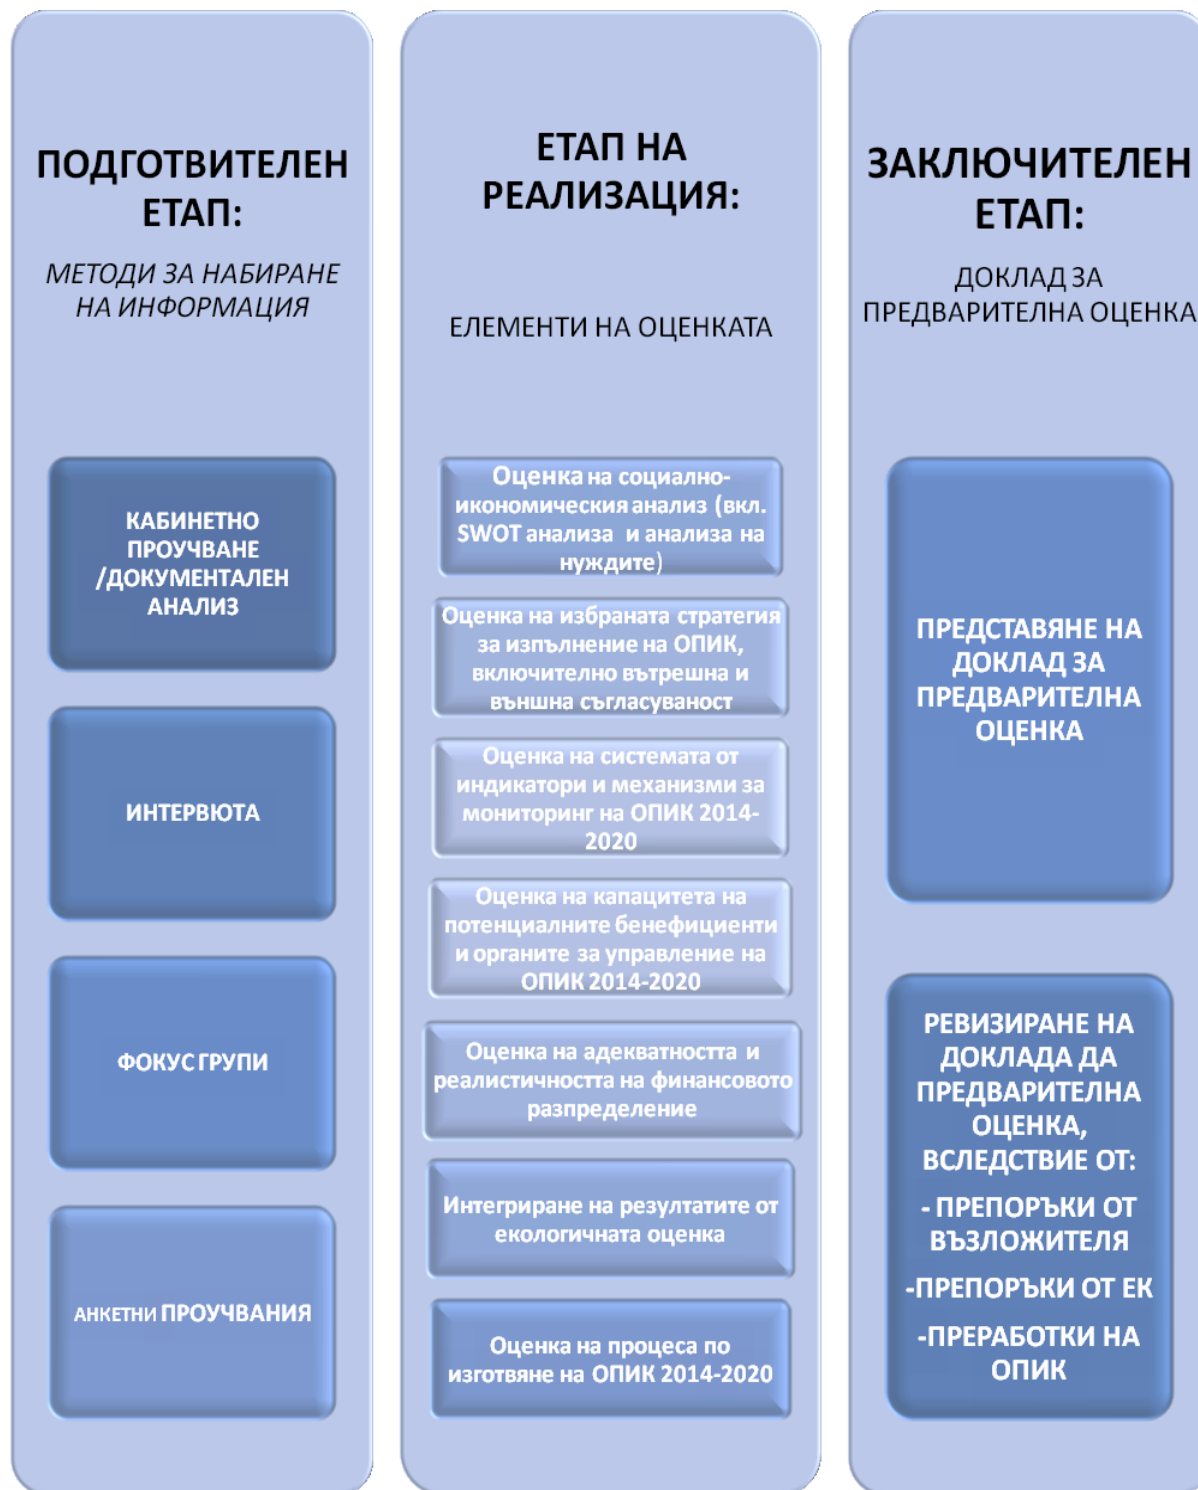 ПОДГОТВИТЕЛЕН
ЕТАП:
МЕТОДИ ЗА НАБИРАНЕ
НА ИНФОРМАЦИЯ
КАБИНЕТНО
ПРОУЧВАНЕ
/ДОКУМЕНТАЛЕН
АНАЛИЗ
ИНТЕРВЮТА
ФОКУС ГРУПИ
АНКЕТНИ ПРОУЧВАНИЯ
ЕТАП НА
РЕАЛИЗАЦИЯ:
ЕЛЕМЕНТИ НА ОЦЕНКАТА
Оценка на социално-
икономическия анализ (вкл.
SWOT анализа и анализа на
нуждите)
Оценка на избраната стратегия
за изпълнение на ОПИК,
включително вътрешна и
външна съгласуваност
Оценка на системата от
индикатори и механизми за
мониторинг на ОПИК 2014-
2020
Оценка на капацитета на
потенциалните бенефициенти
и органите за управление на
ОПИК 2014-2020
Оценка на адекватността и
реалистичността на финансовото
разпределение
Интегриране на резултатите от
екологичната оценка
Оценка на процеса по
изготвяне на ОПИК 2014-2020
ЗАКЛЮЧИТЕЛЕН
ЕТАП:
ДОКЛАД ЗА
ПРЕДВАРИТЕЛНА ОЦЕНКА
ПРЕДСТАВЯНЕ НА
ДОКЛАД ЗА
ПРЕДВАРИТЕЛНА
ОЦЕНКА
РЕВИЗИРАНЕ НА
ДОКЛАДА ДА
ПРЕДВАРИТЕЛНА
ОЦЕНКА,
ВСЛЕДСТВИЕ ОТ:
- ПРЕПОРЪКИ ОТ
ВЪЗЛОЖИТЕЛЯ
-ПРЕПОРЪКИ ОТ ЕК
-ПРЕРАБОТКИ НА
ОПИК